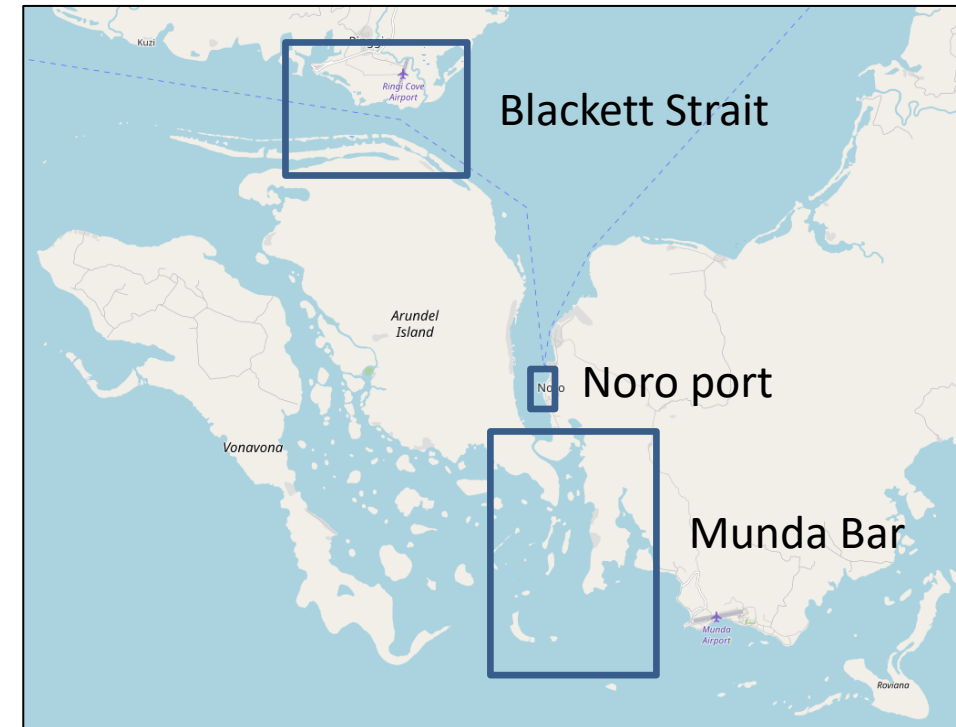 Kuzi
Ringi Cove
Airport
Blackett Strait
Arundel
Island
Noro port
Noro
Vonavona
Munda Bar
Munda
Airport
Roviana